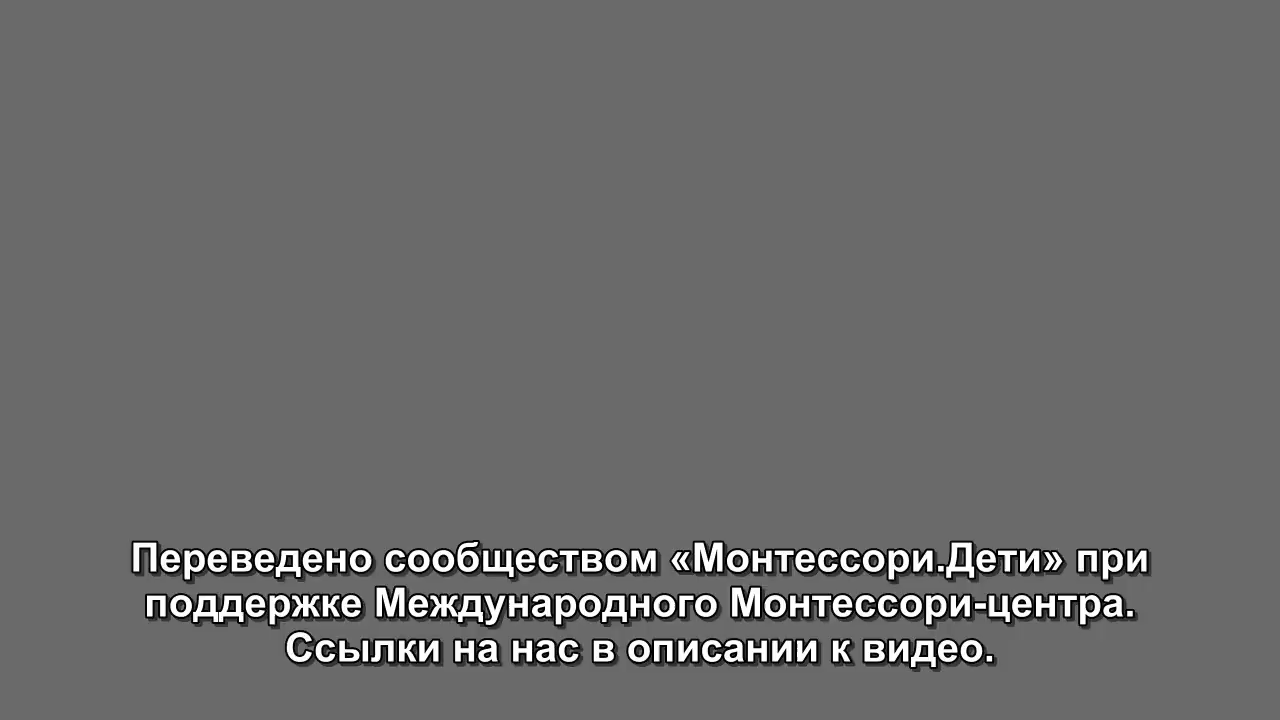 Переведено сообществом «Монтессори.Дети» при
поддержке Международного Монтессори-центра.
Ссылки на нас в описании к видео.